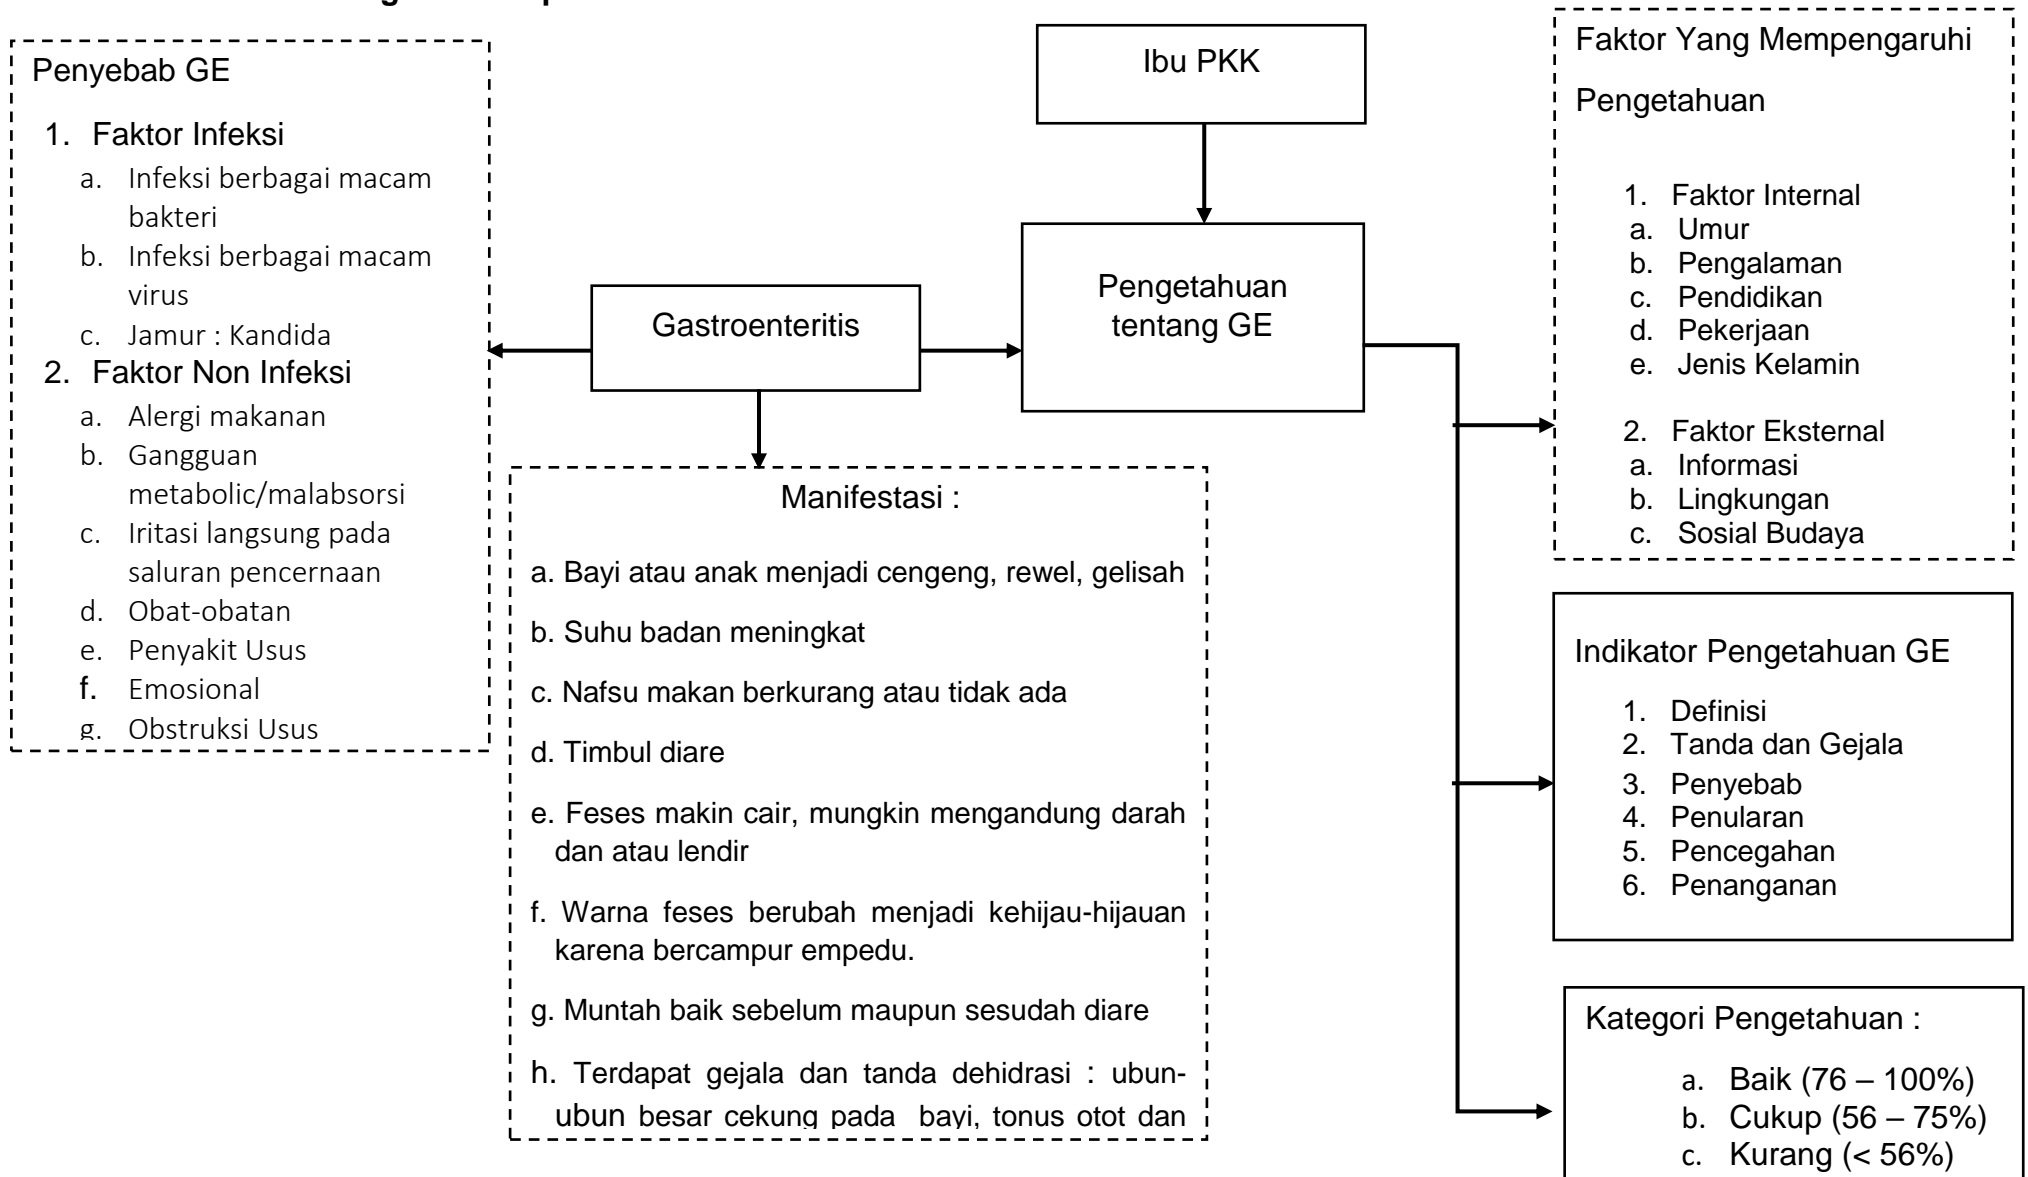 Penyebab GE
1. Faktor Infeksi
a. Infeksi berbagai macam
bakteri
b. Infeksi berbagai macam
virus
c. Jamur : Kandida
2. Faktor Non Infeksi
a. Alergi makanan
b. Gangguan
metabolic/malabsorsi
c. Iritasi langsung pada
saluran pencernaan
d. Obat-obatan
e. Penyakit Usus
f. Emosional
g. Obstruksi Usus
Gastroenteritis
Manifestasi :
a. Bayi atau anak menjadi cengeng, rewel, gelisah
b. Suhu badan meningkat
c. Nafsu makan berkurang atau tidak ada
d. Timbul diare
e. Feses makin cair, mungkin mengandung darah
dan atau lendir
f. Warna feses berubah menjadi kehijau-hijauan
karena bercampur empedu.
g. Muntah baik sebelum maupun sesudah diare
h. Terdapat gejala dan tanda dehidrasi : ubun-
ubun besar cekung pada bayi, tonus otot dan
Ibu PKK
Pengetahuan
tentang GE
Faktor Yang Mempengaruhi
Pengetahuan
1. Faktor Internal
a. Umur
b. Pengalaman
c. Pendidikan
d. Pekerjaan
e. Jenis Kelamin
2. Faktor Eksternal
a. Informasi
b. Lingkungan
c. Sosial Budaya
Indikator Pengetahuan GE
1. Definisi
2. Tanda dan Gejala
3. Penyebab
4. Penularan
5. Pencegahan
6. Penanganan
Kategori Pengetahuan :
a. Baik (76 – 100%)
b. Cukup (56 – 75%)
c. Kurang (< 56%)